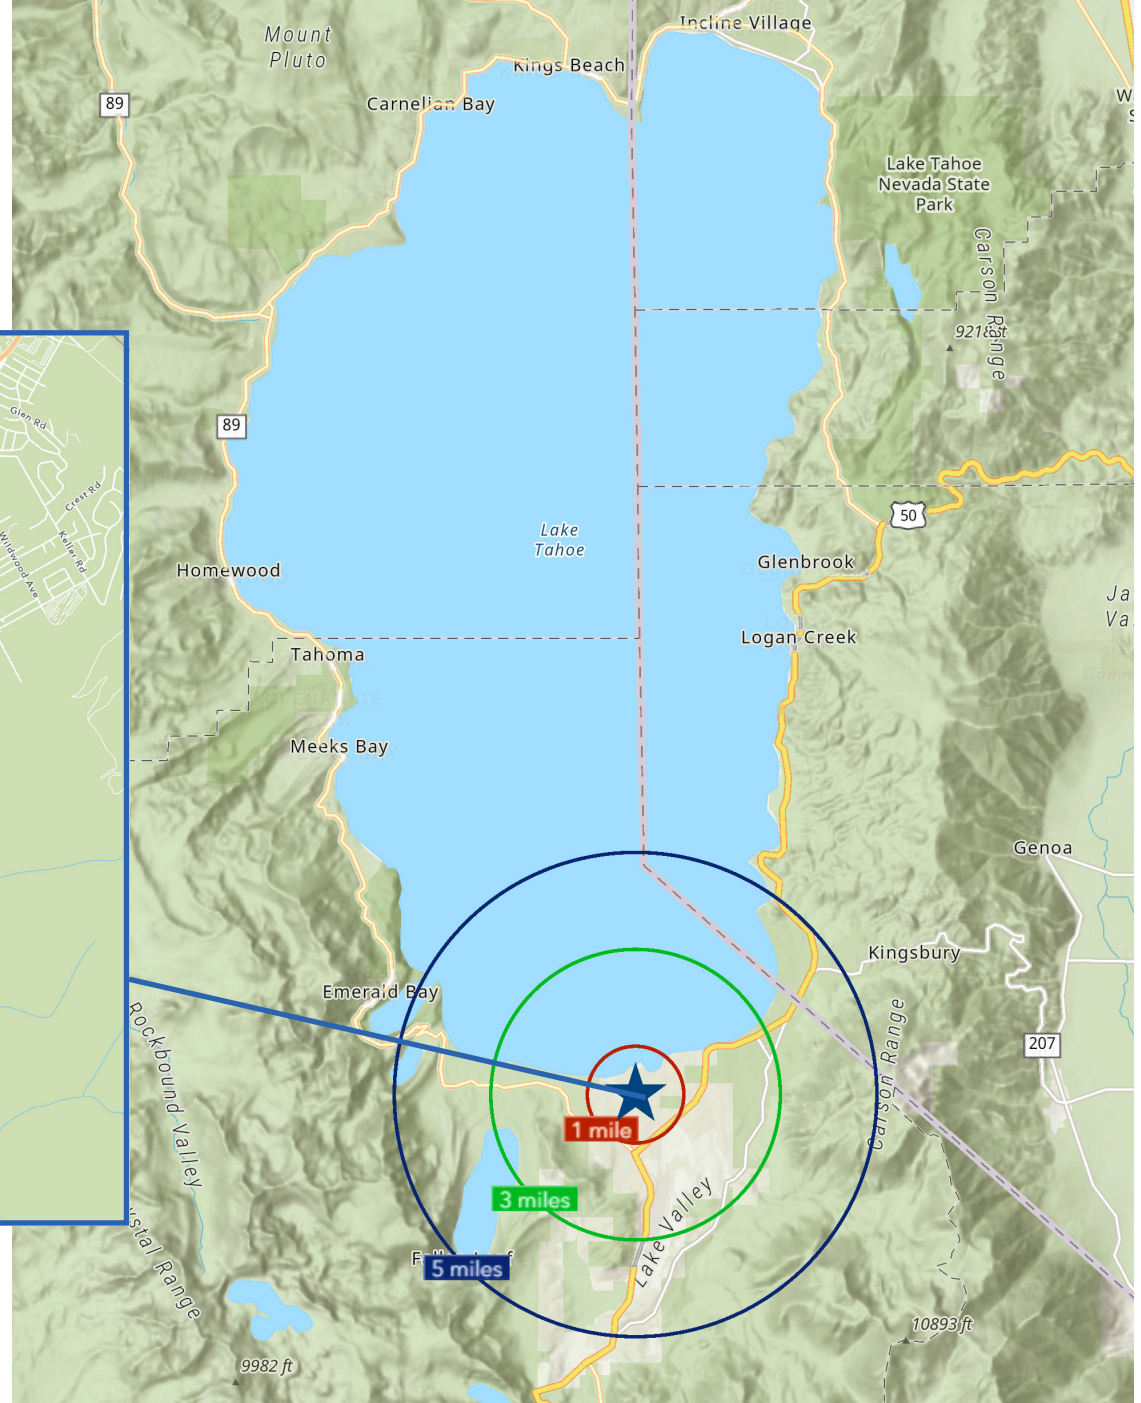 Incline Village
Mount
Pluto
Kings Beach
Carnelian Bay
89
Lake Tahoe
Nevada State
Park
Carson Range
9218 ft
Glen Rd
89
Crest Rd
Keller Rd
Wildwood Ave
50
Lake
Tahoe
Glenbrook
Homewood
Logan Creek
Tahoma
Meeks Bay
Genoa
Kingsbury
Emerald Bay
Rockbound Valley
207
Carson Range
1 mile
3 miles
Lake Valley
5 miles
Range
10893 ft
9982 ft